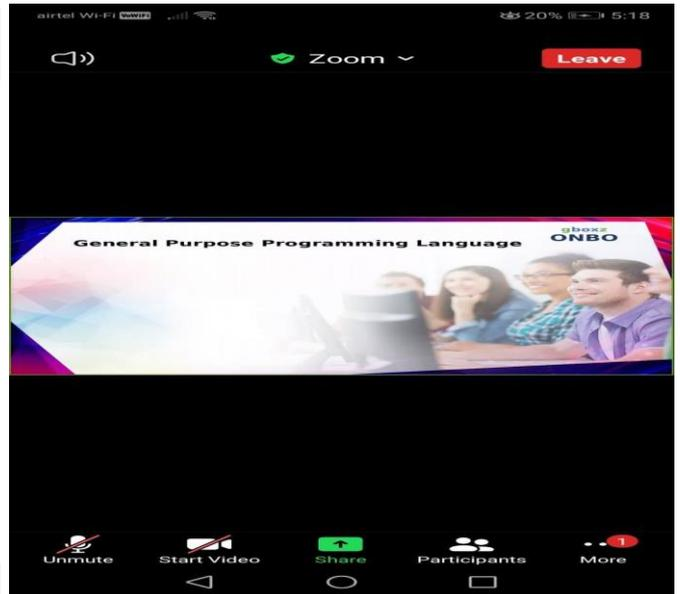 airtel Wi-Fi VoWiFi 20% 5:18
Zoom
Leave
General Purpose Programming Language
gboxz
ONBO
Unmute
Start Video
Share
Participants
1
More